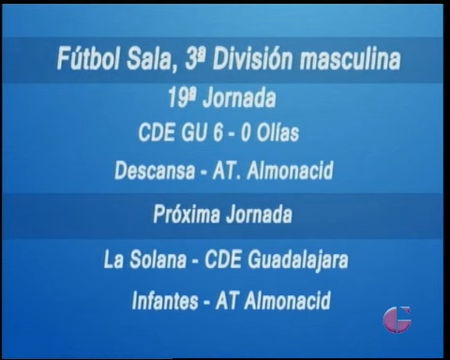 Fútbol Sala, 3ª División masculina
19ª Jornada
CDE GU 6 - 0 Olías
Descansa - AT. Almonacid
Próxima Jornada
La Solana - CDE Guadalajara
Infantes - AT Almonacid